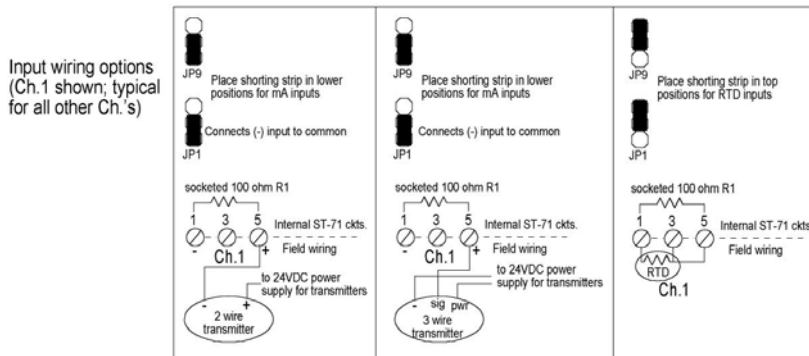 Input wiring options
(Ch.1 shown; typical
for all other Ch.'s)
JP9
Place shorting strip in lower
positions for mA inputs
Connects (-) input to common
JP1
socketed 100 ohm R1
1 3 5
Internal ST-71 ckts.
- Ch.1 +
Field wiring
to 24VDC power
supply for transmitters
- +
2 wire
transmitter
JP9
Place shorting strip in lower
positions for mA inputs
Connects (-) input to common
JP1
socketed 100 ohm R1
1 3 5
Internal ST-71 ckts.
- Ch.1 +
Field wiring
to 24VDC power
supply for transmitters
- sig pwr
3 wire
transmitter
JP9
Place shorting strip in top
positions for RTD inputs
JP1
socketed 100 ohm R1
1 3 5
Internal ST-71 ckts.
Field wiring
RTD
Ch.1